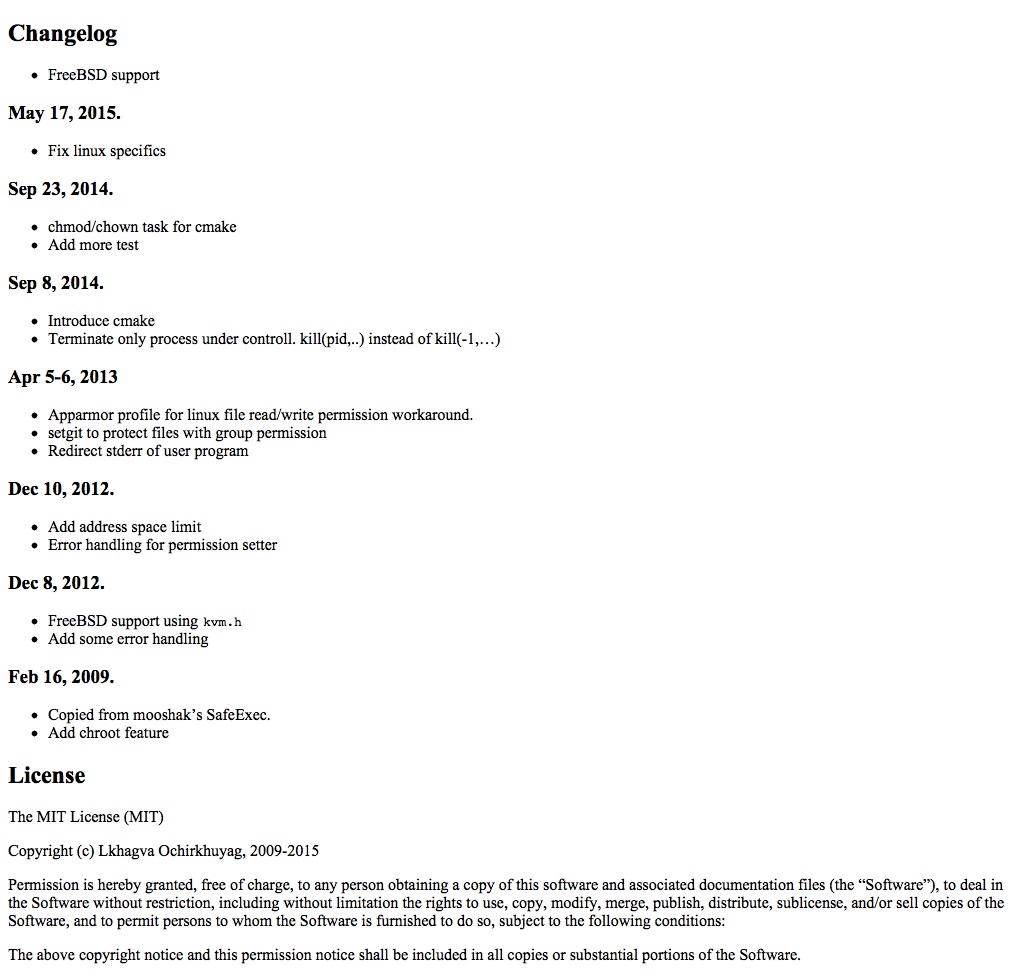 Changelog
• FreeBSD support
May 17, 2015.
• Fix linux specifics
Sep 23, 2014.
• chmod/chown task for cmake
• Add more test
Sep 8, 2014.
• Introduce cmake
• Terminate only process under controll. kill(pid,..) instead of kill(-1,…)
Apr 5-6, 2013
• Apparmor profile for linux file read/write permission workaround.
• setgit to protect files with group permission
• Redirect stderr of user program
Dec 10, 2012.
• Add address space limit
• Error handling for permission setter
Dec 8, 2012.
• FreeBSD support using kvm.h
• Add some error handling
Feb 16, 2009.
• Copied from mooshak’s SafeExec.
• Add chroot feature
License
The MIT License (MIT)
Copyright (c) Lkhagva Ochirkhuyag, 2009-2015
Permission is hereby granted, free of charge, to any person obtaining a copy of this software and associated documentation files (the “Software”), to deal in
the Software without restriction, including without limitation the rights to use, copy, modify, merge, publish, distribute, sublicense, and/or sell copies of the
Software, and to permit persons to whom the Software is furnished to do so, subject to the following conditions:
The above copyright notice and this permission notice shall be included in all copies or substantial portions of the Software.